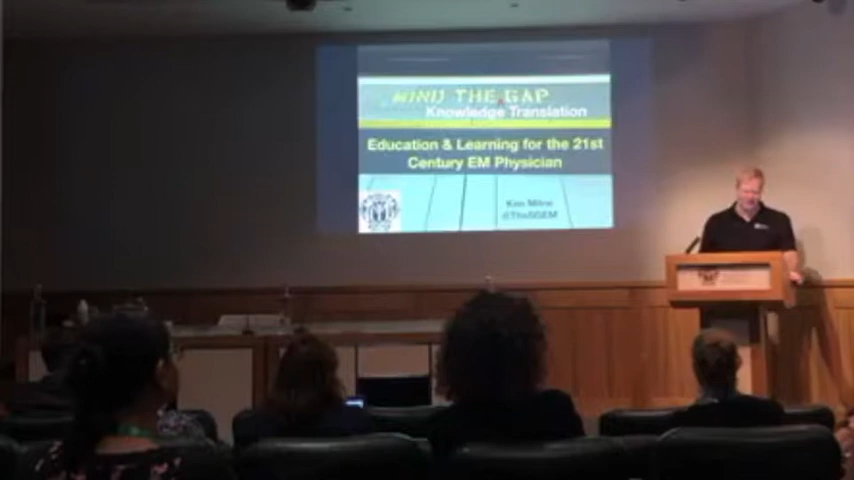 MIND THE GAP
Knowledge Translation
Education & Learning for the 21st
Century EM Physician
Ken Milne
@TheSGEM